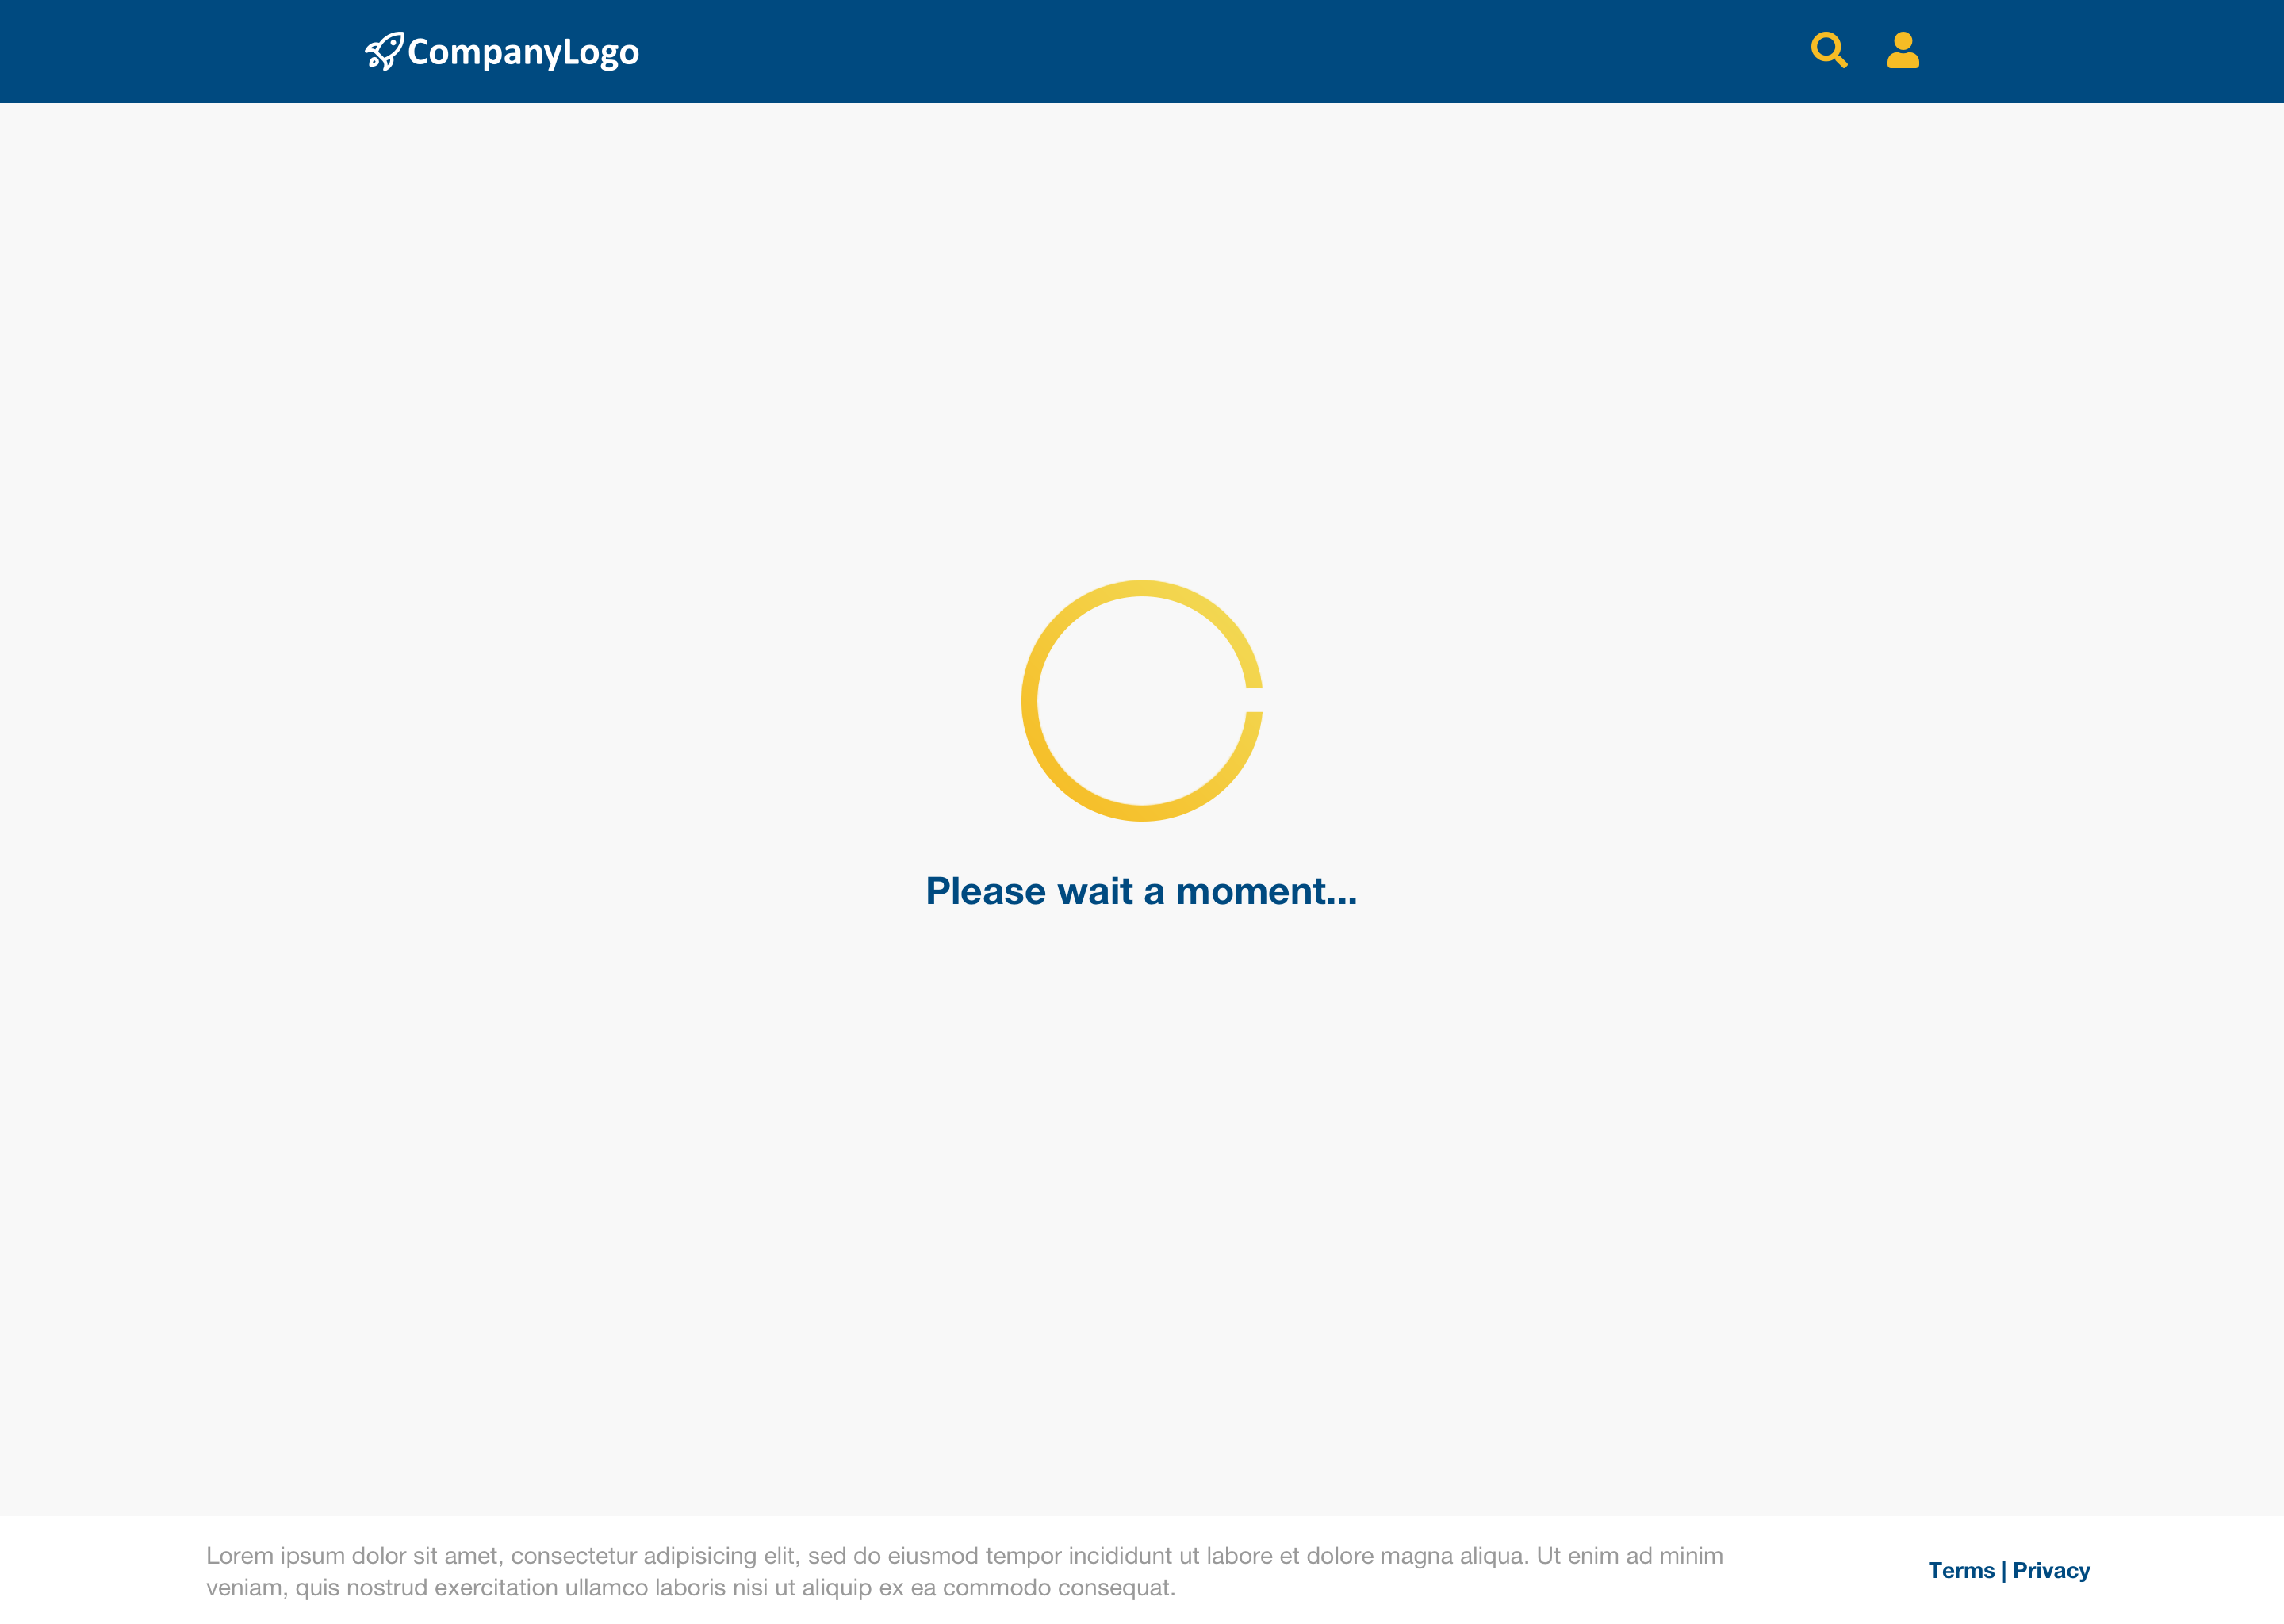 CompanyLogo
Please wait a moment...
Lorem ipsum dolor sit amet, consectetur adipisicing elit, sed do eiusmod tempor incididunt ut labore et dolore magna aliqua. Ut enim ad minim
veniam, quis nostrud exercitation ullamco laboris nisi ut aliquip ex ea commodo consequat.
Terms | Privacy